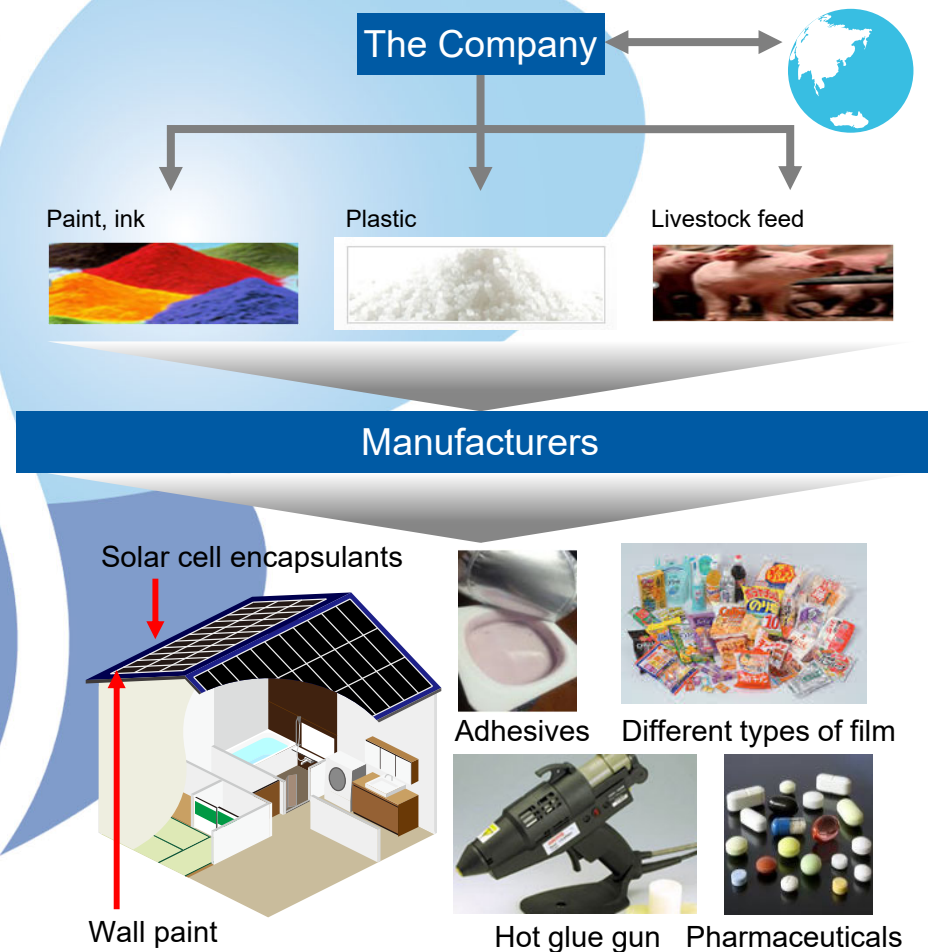 The Company
Paint, ink
Plastic
Livestock feed
Manufacturers
Solar cell encapsulants
Adhesives
Different types of film
Wall paint
Hot glue gun
Pharmaceuticals